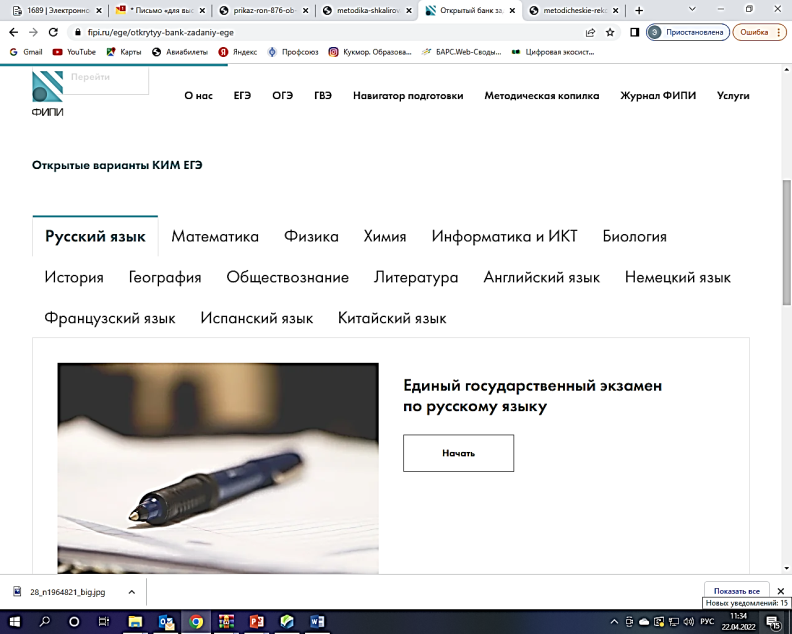 1689 | Электронно
* Письмо «для выс
prikaz-ron-876-ob-
metodika-shkalirov
Открытый банк за
metodicheskie-reko
fipi.ru/ege/otkrytyy-bank-zadaniy-ege
Э Приостановлена
Ошибка
Gmail
YouTube
Карты
Авиабилеты
Яндекс
Профсоюз
Кукмор. Образова...
БАРС.Web-Своды...
Цифровая экосист...
Перейти
ФИПИ
О нас
ЕГЭ
ОГЭ
ГВЭ
Навигатор подготовки
Методическая копилка
Журнал ФИПИ
Услуги
Открытые варианты КИМ ЕГЭ
Русский язык Математика Физика Химия Информатика и ИКТ Биология
История География Обществознание Литература Английский язык Немецкий язык
Французский язык Испанский язык Китайский язык
Единый государственный экзамен
по русскому языку
Начать
28_n1964821_big.jpg
Показать все
Новых уведомлений: 15
РУС
11:34
22.04.2022
15